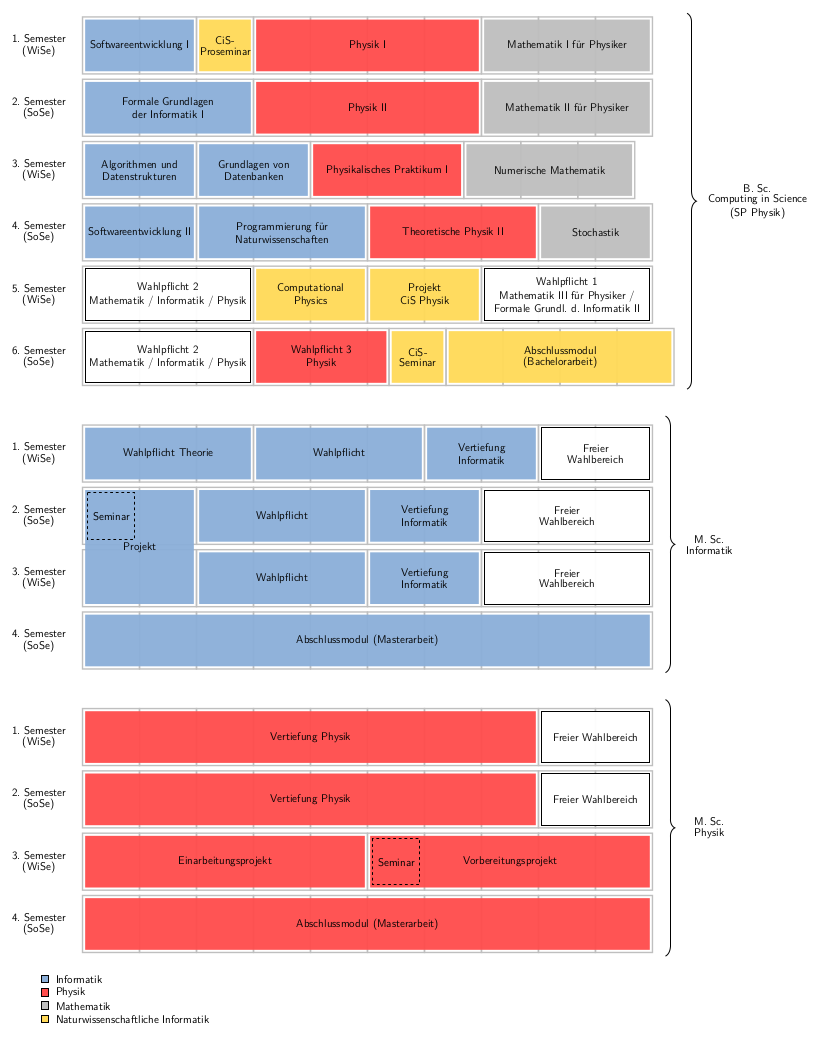 1. Semester
(WiSe)
Softwareentwicklung I
CiS-
Proseminar
Physik I
Mathematik I für Physiker
2. Semester
(SoSe)
Formale Grundlagen
der Informatik I
Physik II
Mathematik II für Physiker
3. Semester
(WiSe)
Algorithmen und
Datenstrukturen
Grundlagen von
Datenbanken
Physikalisches Praktikum I
Numerische Mathematik
4. Semester
(SoSe)
Softwareentwicklung II
Programmierung für
Naturwissenschaften
Theoretische Physik II
Stochastik
5. Semester
(WiSe)
Wahlpflicht 2
Mathematik / Informatik / Physik
Computational
Physics
Projekt
CiS Physik
Wahlpflicht 1
Mathematik III für Physiker /
Formale Grundl. d. Informatik II
6. Semester
(SoSe)
Wahlpflicht 2
Mathematik / Informatik / Physik
Wahlpflicht 3
Physik
CiS-
Seminar
Abschlussmodul
(Bachelorarbeit)
B. Sc.
Computing in Science
(SP Physik)
1. Semester
(WiSe)
Wahlpflicht Theorie
Wahlpflicht
Vertiefung
Informatik
Freier
Wahlbereich
2. Semester
(SoSe)
Seminar
Projekt
Wahlpflicht
Vertiefung
Informatik
Freier
Wahlbereich
3. Semester
(WiSe)
Wahlpflicht
Vertiefung
Informatik
Freier
Wahlbereich
4. Semester
(SoSe)
Abschlussmodul (Masterarbeit)
M. Sc.
Informatik
1. Semester
(WiSe)
Vertiefung Physik
Freier Wahlbereich
2. Semester
(SoSe)
Vertiefung Physik
Freier Wahlbereich
3. Semester
(WiSe)
Einarbeitungsprojekt
Seminar
Vorbereitungsprojekt
4. Semester
(SoSe)
Abschlussmodul (Masterarbeit)
M. Sc.
Physik
Informatik
Physik
Mathematik
Naturwissenschaftliche Informatik